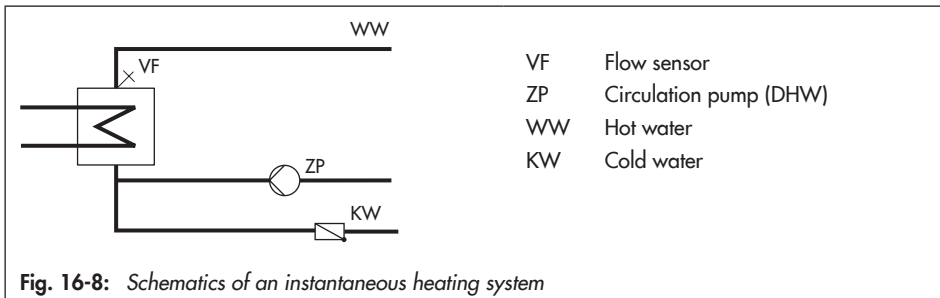 WW
VF
ZP
KW
VF Flow sensor
ZP Circulation pump (DHW)
WW Hot water
KW Cold water
Fig. 16-8: Schematics of an instantaneous heating system